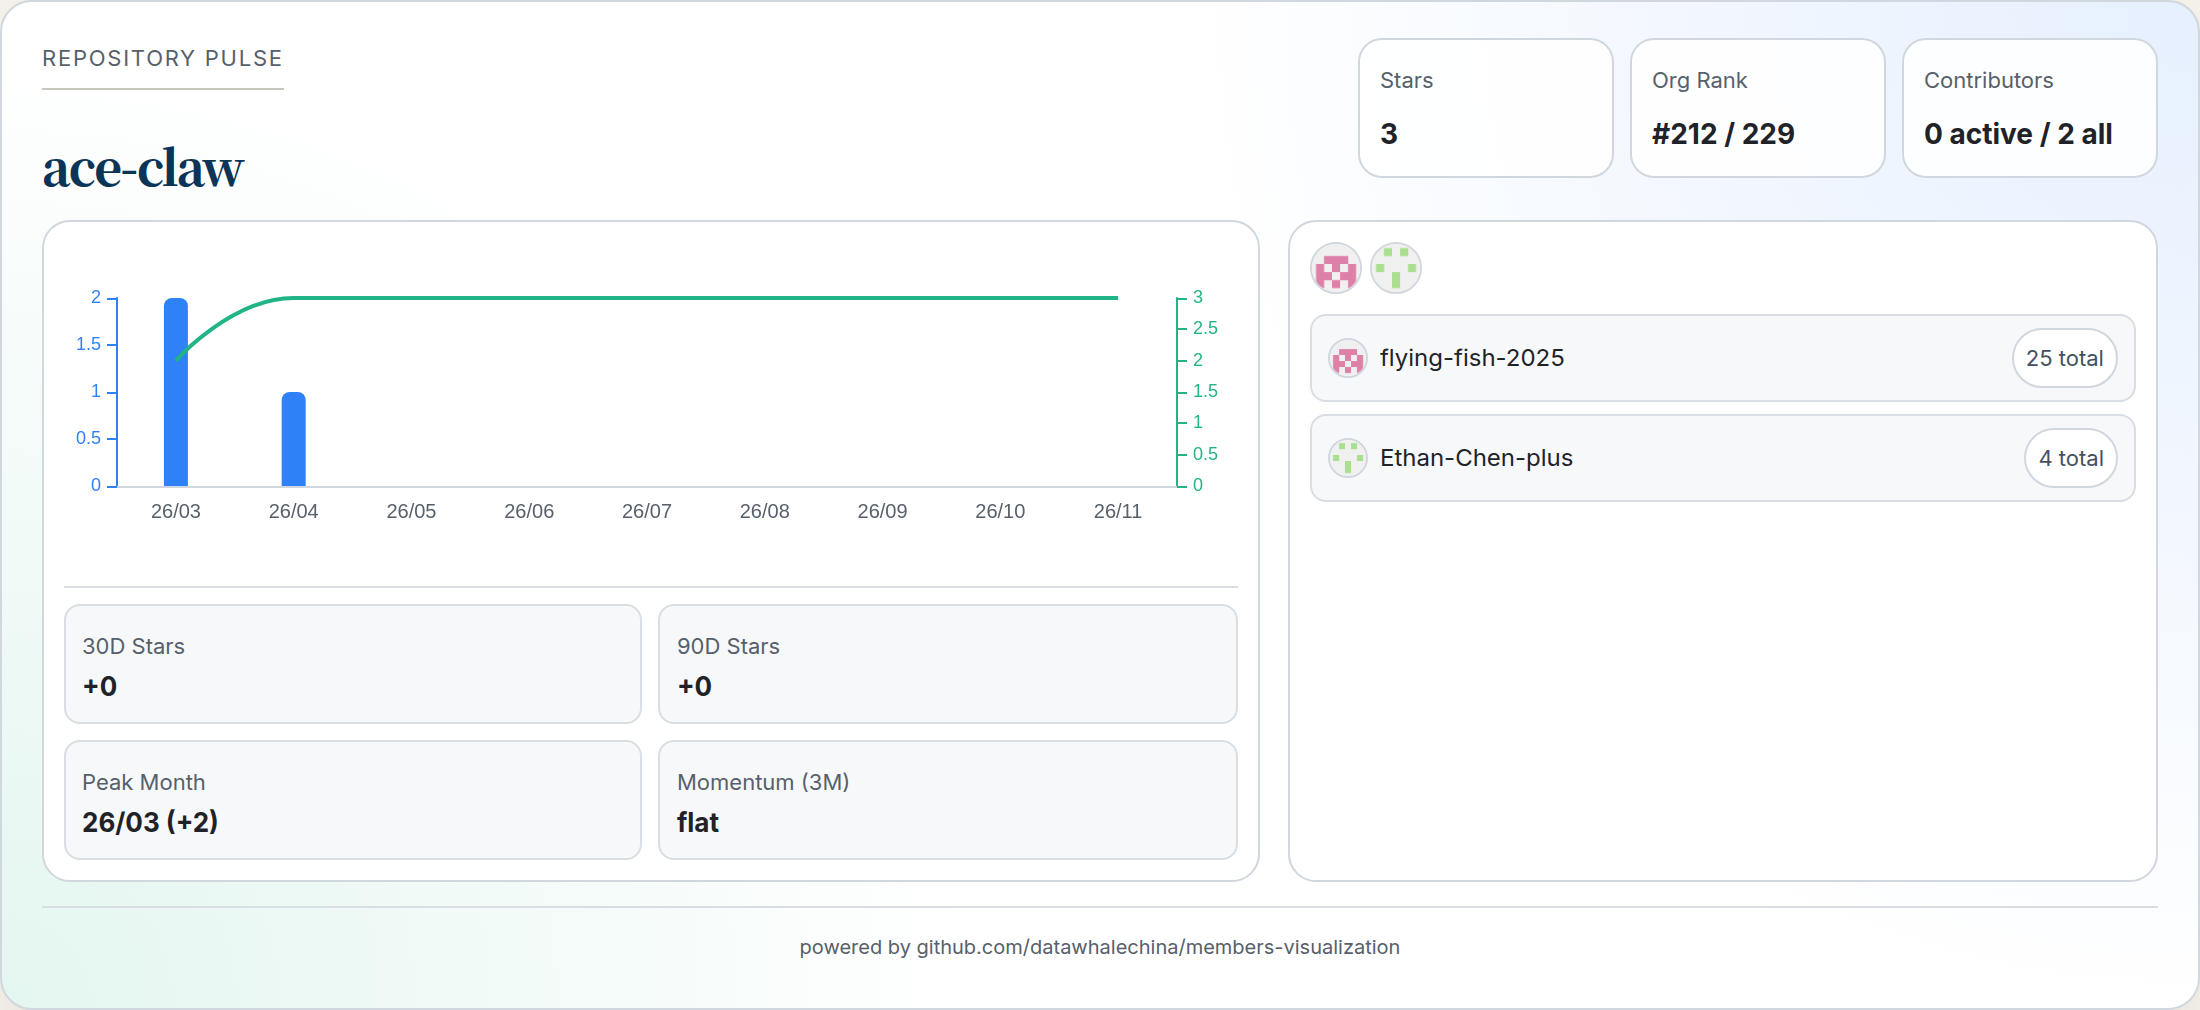 REPOSITORY PULSE
ace-claw
Stars
3
Org Rank
#212 / 229
Contributors
0 active / 2 all
2
1.5
1
0.5
0
3
2.5
2
1.5
1
0.5
0
26/03 26/04 26/05 26/06 26/07 26/08 26/09 26/10 26/11
30D Stars
+0
90D Stars
+0
Peak Month
26/03 (+2)
Momentum (3M)
flat
flying-fish-2025 25 total
Ethan-Chen-plus 4 total
powered by github.com/datawhalechina/members-visualization